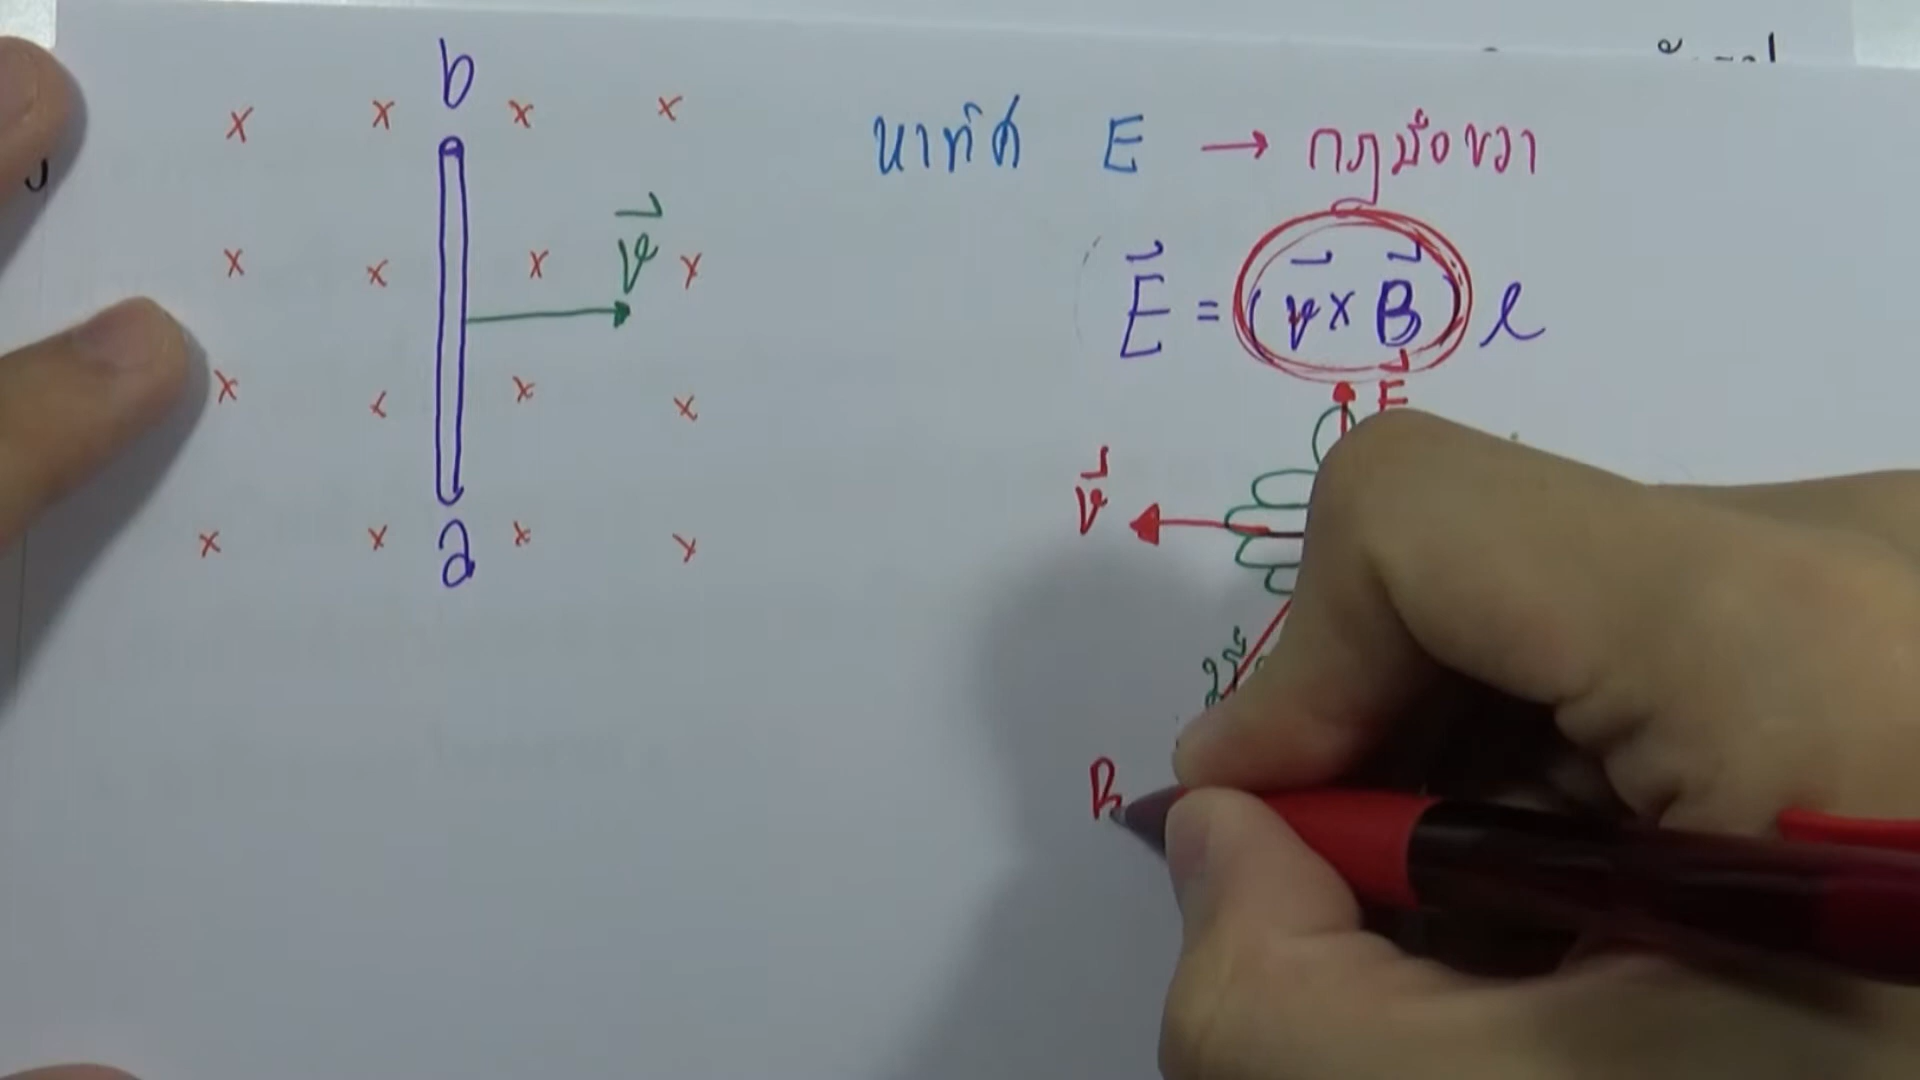 b
x x x x
v
x x x x
x x x x
x x x x
a
หาทิศ E → กฎมือขวา
E = (v x B) l
E
v
B